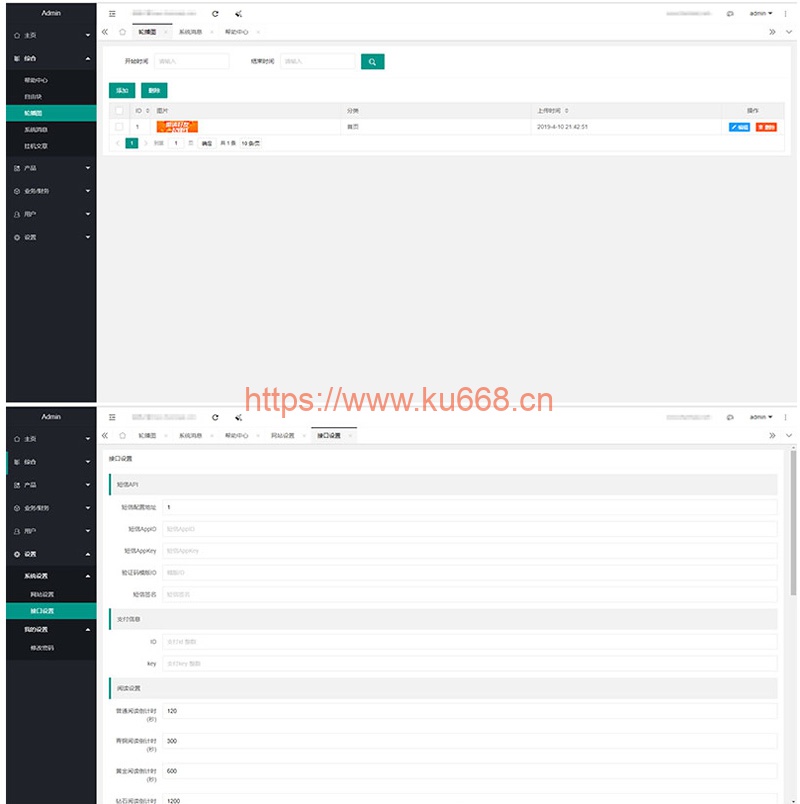 Admin
admin
主页
轮播图
系统消息
帮助中心
综合
帮助中心
自由块
轮播图
系统消息
挂机文章
产品
业务/财务
用户
设置
开始时间 请输入 结束时间 请输入
添加 删除
ID 图片 分类 上传时间 操作
1 首页 2019-4-10 21:42:51 编辑 删除
1 到第 1 页 确定 共 1 条 10 条/页
https://www.ku668.cn
Admin
admin
主页
轮播图
系统消息
帮助中心
网站设置
接口设置
综合
产品
业务/财务
用户
设置
系统设置
网站设置
接口设置
我的设置
修改密码
接口设置
短信API
短信配置地址 1
短信AppID 短信AppID
短信AppKey 短信AppKey
验证码模板ID 模板ID
短信签名 短信签名
支付信息
ID
key
阅读设置
普通阅读倒计时(秒) 120
青铜阅读倒计时(秒) 300
黄金阅读倒计时(秒) 600
钻石阅读倒计时 1200